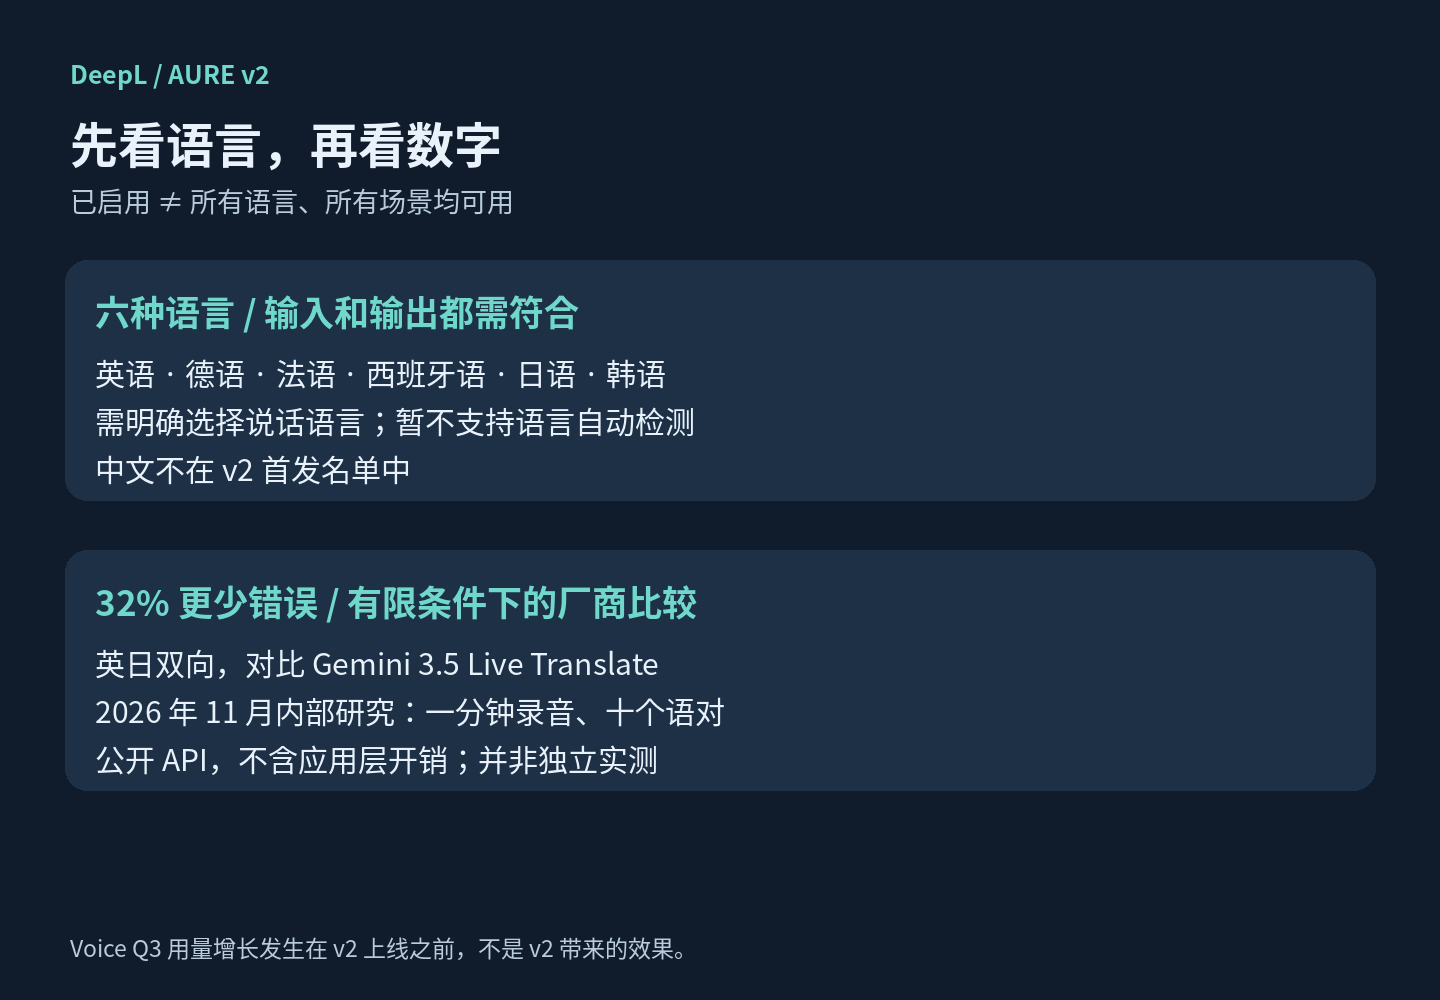 DeepL / AURE v2
先看语言，再看数字
已启用 ≠ 所有语言、所有场景均可用
六种语言 / 输入和输出都需符合
英语 · 德语 · 法语 · 西班牙语 · 日语 · 韩语
需明确选择说话语言；暂不支持语言自动检测
中文不在 v2 首发名单中
32% 更少错误 / 有限条件下的厂商比较
英日双向，对比 Gemini 3.5 Live Translate
2026 年 11 月内部研究：一分钟录音、十个语对
公开 API，不含应用层开销；并非独立实测
Voice Q3 用量增长发生在 v2 上线之前，不是 v2 带来的效果。